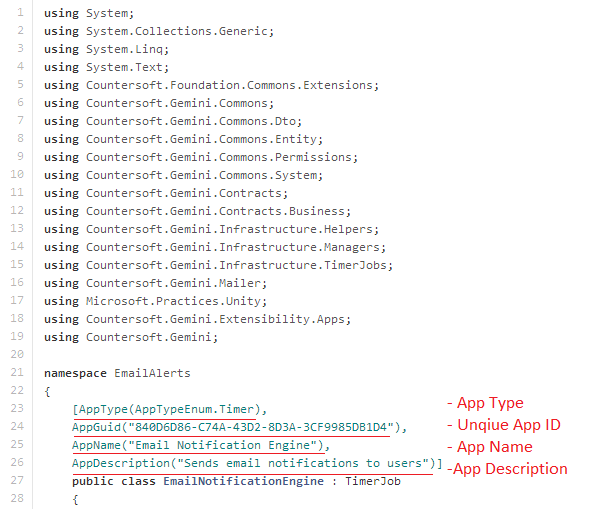 1 using System;
2 using System.Collections.Generic;
3 using System.Linq;
4 using System.Text;
5 using Countersoft.Foundation.Commons.Extensions;
6 using Countersoft.Gemini.Commons;
7 using Countersoft.Gemini.Commons.Dto;
8 using Countersoft.Gemini.Commons.Entity;
9 using Countersoft.Gemini.Commons.Permissions;
10 using Countersoft.Gemini.Commons.System;
11 using Countersoft.Gemini.Contracts;
12 using Countersoft.Gemini.Contracts.Business;
13 using Countersoft.Gemini.Infrastructure.Helpers;
14 using Countersoft.Gemini.Infrastructure.Managers;
15 using Countersoft.Gemini.Infrastructure.TimerJobs;
16 using Countersoft.Gemini.Mailer;
17 using Microsoft.Practices.Unity;
18 using Countersoft.Gemini.Extensibility.Apps;
19 using Countersoft.Gemini;
20
21 namespace EmailAlerts
22 {
23 [AppType(AppTypeEnum.Timer), - App Type
24 AppGuid("840D6D86-C74A-43D2-8D3A-3CF9985DB1D4"), - Unqiue App ID
25 AppName("Email Notification Engine"), - App Name
26 AppDescription("Sends email notifications to users")] -App Description
27 public class EmailNotificationEngine : TimerJob
28 {